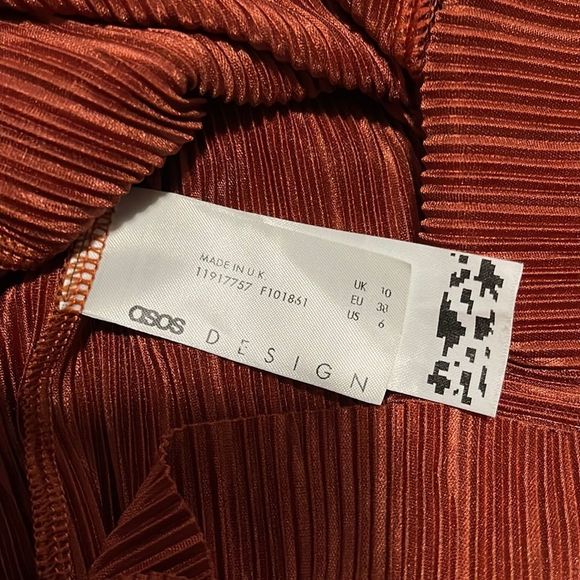 MADE IN U.K
11917757 F101861
UK 10
EU 38
US 6
asos DESIGN